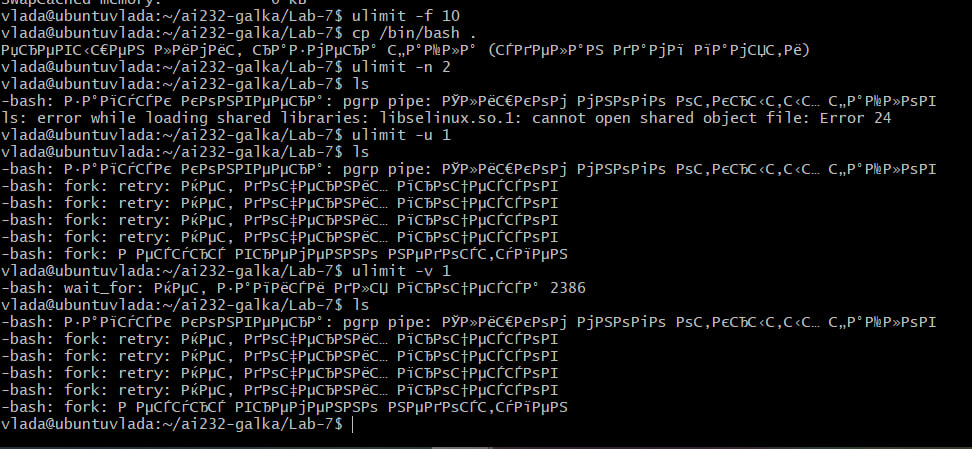 SwapCached memory: 0 kB
vlada@ubuntuvlada:~/ai232-galka/Lab-7$ ulimit -f 10
vlada@ubuntuvlada:~/ai232-galka/Lab-7$ cp /bin/bash .
РџСЂРµРІС‹С€РµРЅ Р»РёРјРёС‚ СЂР°Р·РјРµСЂР° С„Р°Р№Р»Р° (СЃРґРµР»Р°РЅ РґР°РјРї РїР°РјСЏС‚Рё)
vlada@ubuntuvlada:~/ai232-galka/Lab-7$ ulimit -n 2
vlada@ubuntuvlada:~/ai232-galka/Lab-7$ ls
-bash: Р·Р°РїСѓСЃРє РєРѕРЅРІРµРµСЂР°: pgrp pipe: РЎР»РёС€РєРѕРј РјРЅРѕРіРѕ РѕС‚РєСЂС‹С‚С‹С… С„Р°Р№Р»РѕРІ
ls: error while loading shared libraries: libselinux.so.1: cannot open shared object file: Error 24
vlada@ubuntuvlada:~/ai232-galka/Lab-7$ ulimit -u 1
vlada@ubuntuvlada:~/ai232-galka/Lab-7$ ls
-bash: Р·Р°РїСѓСЃРє РєРѕРЅРІРµРµСЂР°: pgrp pipe: РЎР»РёС€РєРѕРј РјРЅРѕРіРѕ РѕС‚РєСЂС‹С‚С‹С… С„Р°Р№Р»РѕРІ
-bash: fork: retry: РќРµС‚ РґРѕС‡РµСЂРЅРёС… РїСЂРѕС†РµСЃСЃРѕРІ
-bash: fork: retry: РќРµС‚ РґРѕС‡РµСЂРЅРёС… РїСЂРѕС†РµСЃСЃРѕРІ
-bash: fork: retry: РќРµС‚ РґРѕС‡РµСЂРЅРёС… РїСЂРѕС†РµСЃСЃРѕРІ
-bash: fork: retry: РќРµС‚ РґРѕС‡РµСЂРЅРёС… РїСЂРѕС†РµСЃСЃРѕРІ
-bash: fork: Р РµСЃСѓСЂСЃ РІСЂРµРјРµРЅРЅРѕ РЅРµРґРѕСЃС‚СѓРїРµРЅ
vlada@ubuntuvlada:~/ai232-galka/Lab-7$ ulimit -v 1
-bash: wait_for: РќРµС‚ Р·Р°РїРёСЃРё РґР»СЏ РїСЂРѕС†РµСЃСЃР° 2386
vlada@ubuntuvlada:~/ai232-galka/Lab-7$ ls
-bash: Р·Р°РїСѓСЃРє РєРѕРЅРІРµРµСЂР°: pgrp pipe: РЎР»РёС€РєРѕРј РјРЅРѕРіРѕ РѕС‚РєСЂС‹С‚С‹С… С„Р°Р№Р»РѕРІ
-bash: fork: retry: РќРµС‚ РґРѕС‡РµСЂРЅРёС… РїСЂРѕС†РµСЃСЃРѕРІ
-bash: fork: retry: РќРµС‚ РґРѕС‡РµСЂРЅРёС… РїСЂРѕС†РµСЃСЃРѕРІ
-bash: fork: retry: РќРµС‚ РґРѕС‡РµСЂРЅРёС… РїСЂРѕС†РµСЃСЃРѕРІ
-bash: fork: retry: РќРµС‚ РґРѕС‡РµСЂРЅРёС… РїСЂРѕС†РµСЃСЃРѕРІ
-bash: fork: Р РµСЃСѓСЂСЃ РІСЂРµРјРµРЅРЅРѕ РЅРµРґРѕСЃС‚СѓРїРµРЅ
vlada@ubuntuvlada:~/ai232-galka/Lab-7$